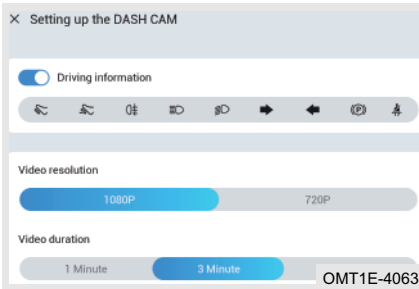 × Setting up the DASH CAM
Driving information
1080P 720P
Video resolution
Video duration
1 Minute 3 Minute
OMT1E-4063